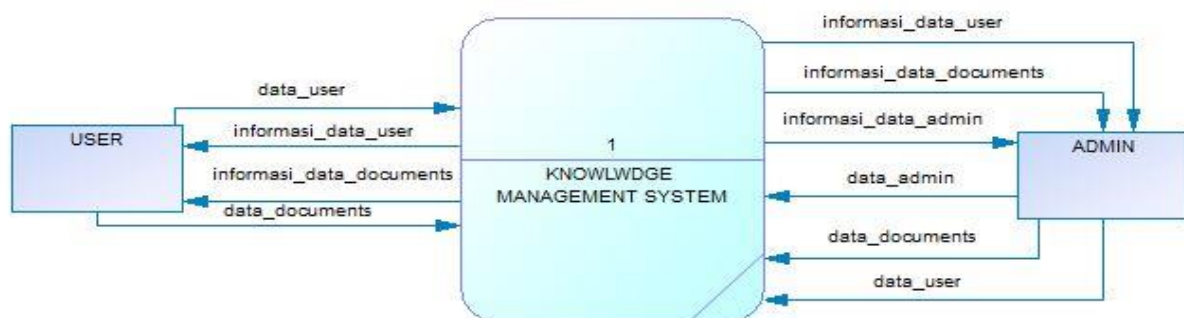 data_user
USER
informasi_data_user
informasi_data_documents
data_documents
1
KNOWLWDGE
MANAGEMENT SYSTEM
informasi_data_user
informasi_data_documents
informasi_data_admin
ADMIN
data_admin
data_documents
data_user